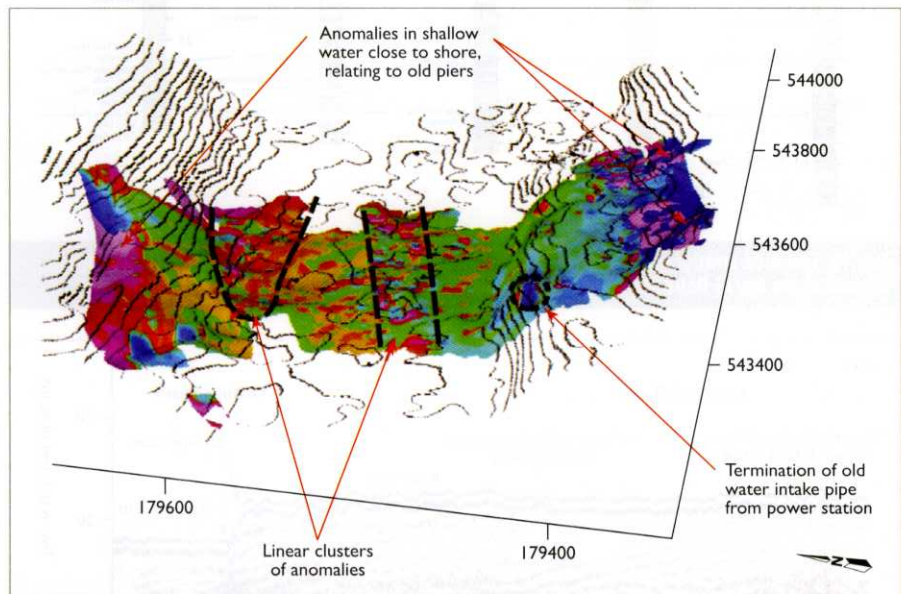 Anomalies in shallow
water close to shore,
relating to old piers
544000
543800
543600
543400
179600
179400
Termination of old
water intake pipe
from power station
Linear clusters
of anomalies
N